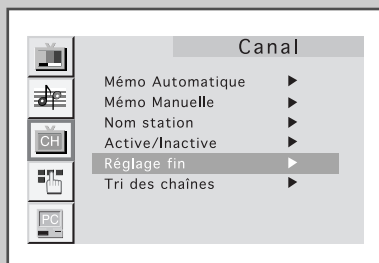 Canal
Mémo Automatique ▶
Mémo Manuelle ▶
Nom station ▶
Active/Inactive ▶
CH
Réglage fin ▶
Tri des chaînes ▶
PC